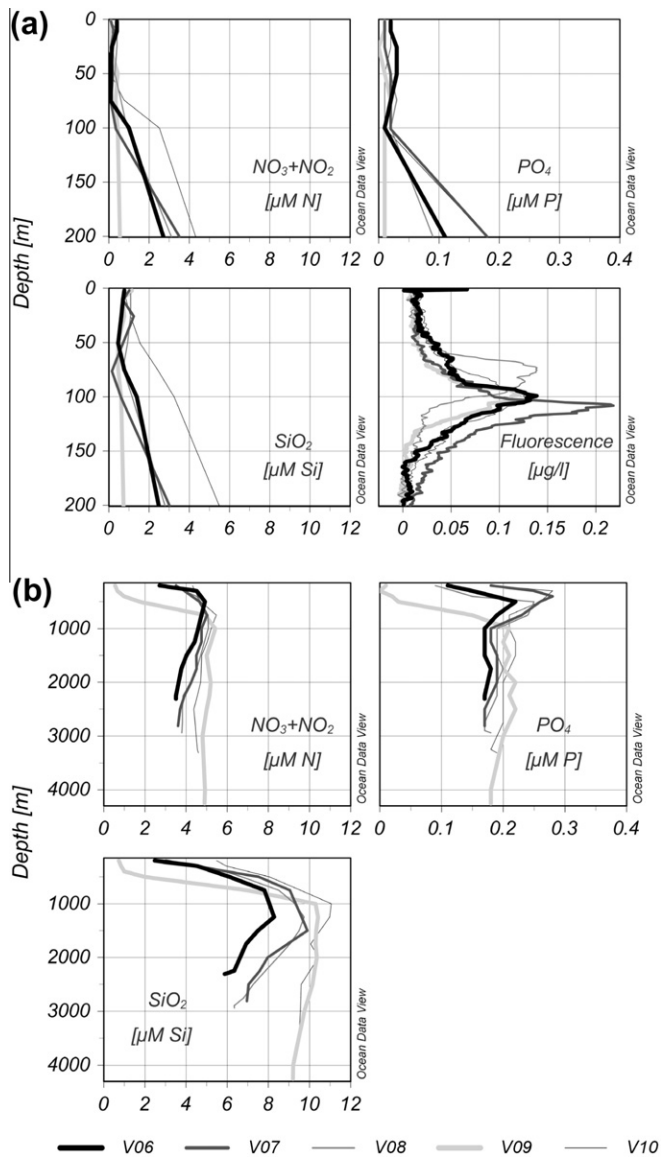 (a)
0
50
100
150
200
NO₃+NO₂
[µM N]
Ocean Data View
0 2 4 6 8 10 12
PO₄
[µM P]
Ocean Data View
0 0.1 0.2 0.3 0.4
Depth [m]
0
50
100
150
200
SiO₂
[µM Si]
Ocean Data View
0 2 4 6 8 10 12
Fluorescence
[µg/l]
Ocean Data View
0 0.05 0.1 0.15 0.2
(b)
1000
2000
3000
4000
NO₃+NO₂
[µM N]
Ocean Data View
0 2 4 6 8 10 12
PO₄
[µM P]
Ocean Data View
0 0.1 0.2 0.3 0.4
Depth [m]
1000
2000
3000
4000
SiO₂
[µM Si]
Ocean Data View
0 2 4 6 8 10 12
V06 V07 V08 V09 V10